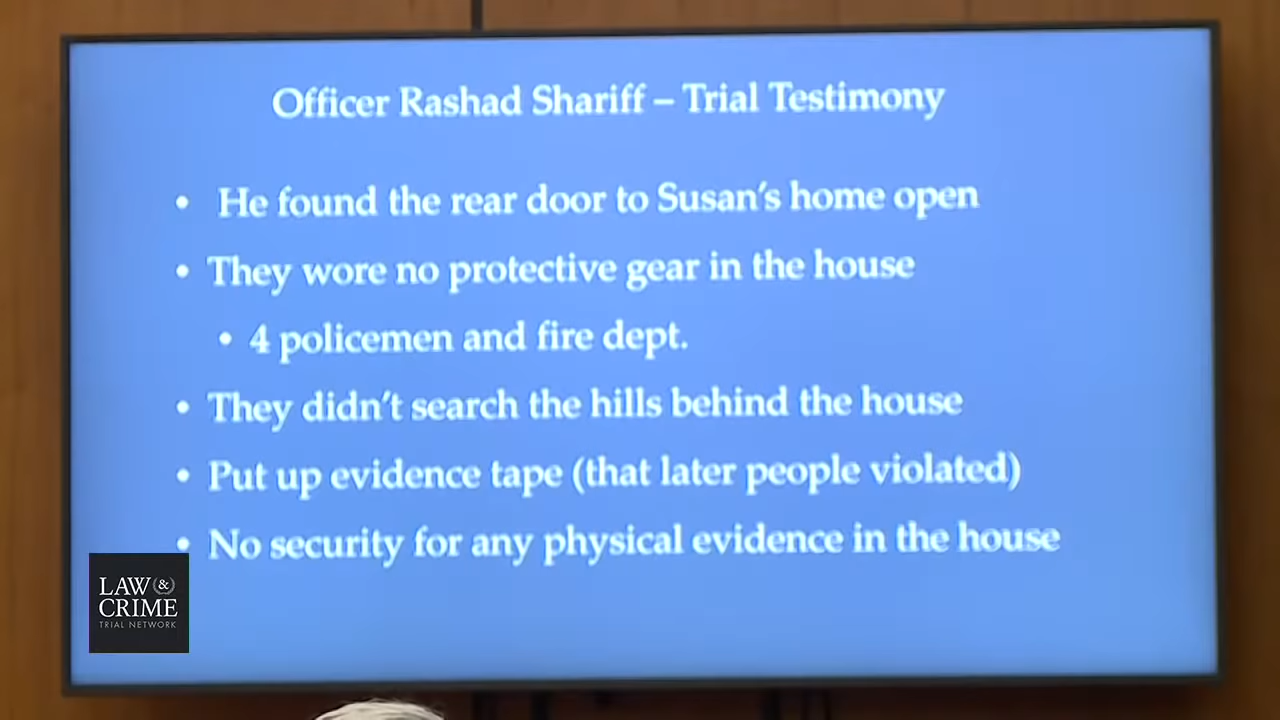 Officer Rashad Shariff – Trial Testimony
• He found the rear door to Susan's home open
• They wore no protective gear in the house
• 4 policemen and fire dept.
• They didn't search the hills behind the house
• Put up evidence tape (that later people violated)
• No security for any physical evidence in the house
LAW &
CRIME
TRIAL NETWORK